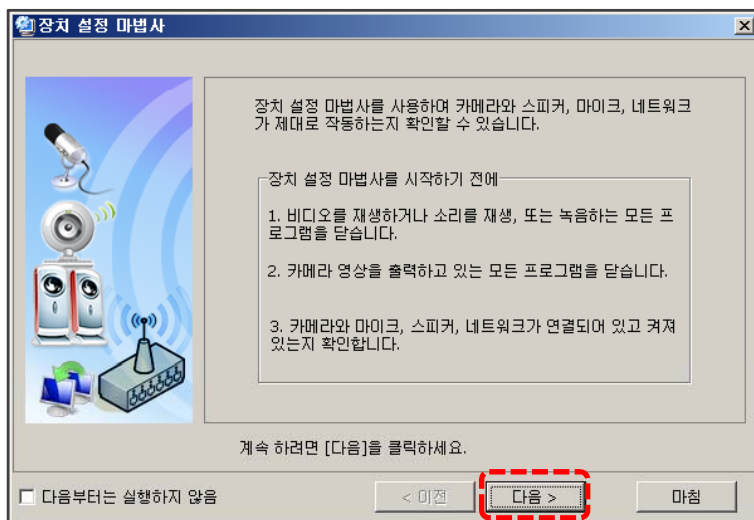 장치 설정 마법사
장치 설정 마법사를 사용하여 카메라와 스피커, 마이크, 네트워크
가 제대로 작동하는지 확인할 수 있습니다.
장치 설정 마법사를 시작하기 전에
1. 비디오를 재생하거나 소리를 재생, 또는 녹음하는 모든 프
로그램을 닫습니다.
2. 카메라 영상을 출력하고 있는 모든 프로그램을 닫습니다.
3. 카메라와 마이크, 스피커, 네트워크가 연결되어 있고 켜져
있는지 확인합니다.
계속 하려면 [다음]을 클릭하세요.
다음부터는 실행하지 않음
< 이전
다음 >
마침